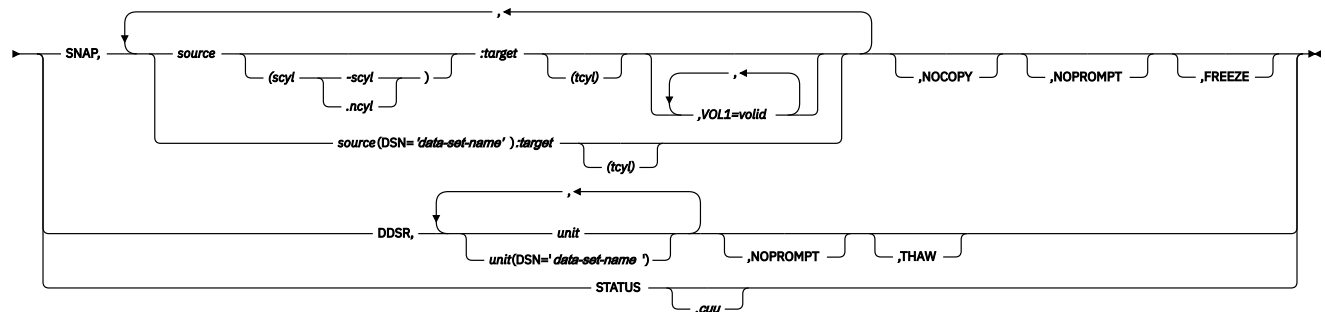 ,
SNAP, source :target
(scyl -scyl ) (tcyl) , ,NOCOPY ,NOPROMPT ,FREEZE
.ncyl ,VOL1=volid
source(DSN= 'data-set-name' ):target
(tcyl)
,
DDSR, unit
unit(DSN=' data-set-name ') ,NOPROMPT ,THAW
STATUS
,cuu